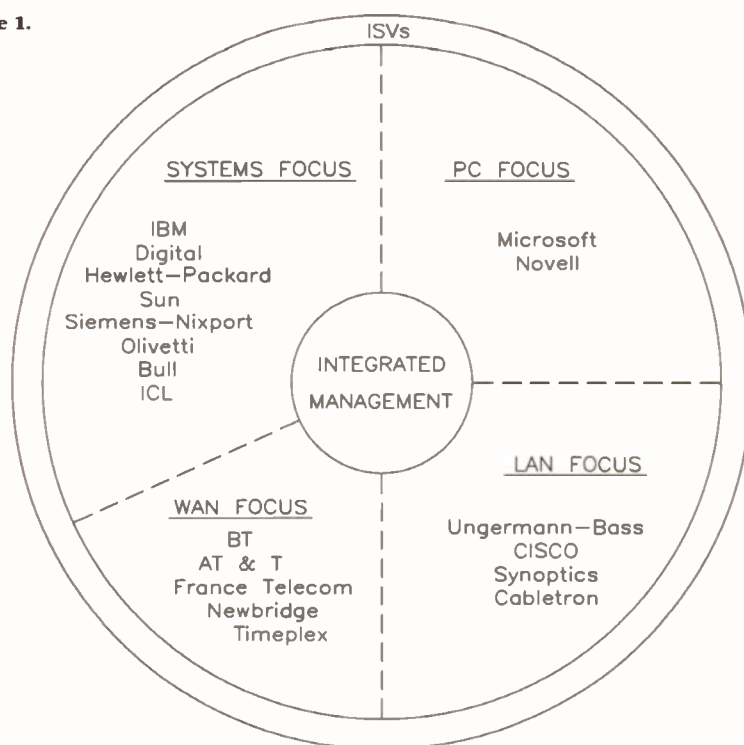 e 1.
ISVs
SYSTEMS FOCUS
IBM
Digital
Hewlett-Packard
Sun
Siemens-Nixport
Olivetti
Bull
ICL
PC FOCUS
Microsoft
Novell
INTEGRATED
MANAGEMENT
WAN FOCUS
BT
AT & T
France Telecom
Newbridge
Timeplex
LAN FOCUS
Ungermann-Bass
CISCO
Synoptics
Cabletron